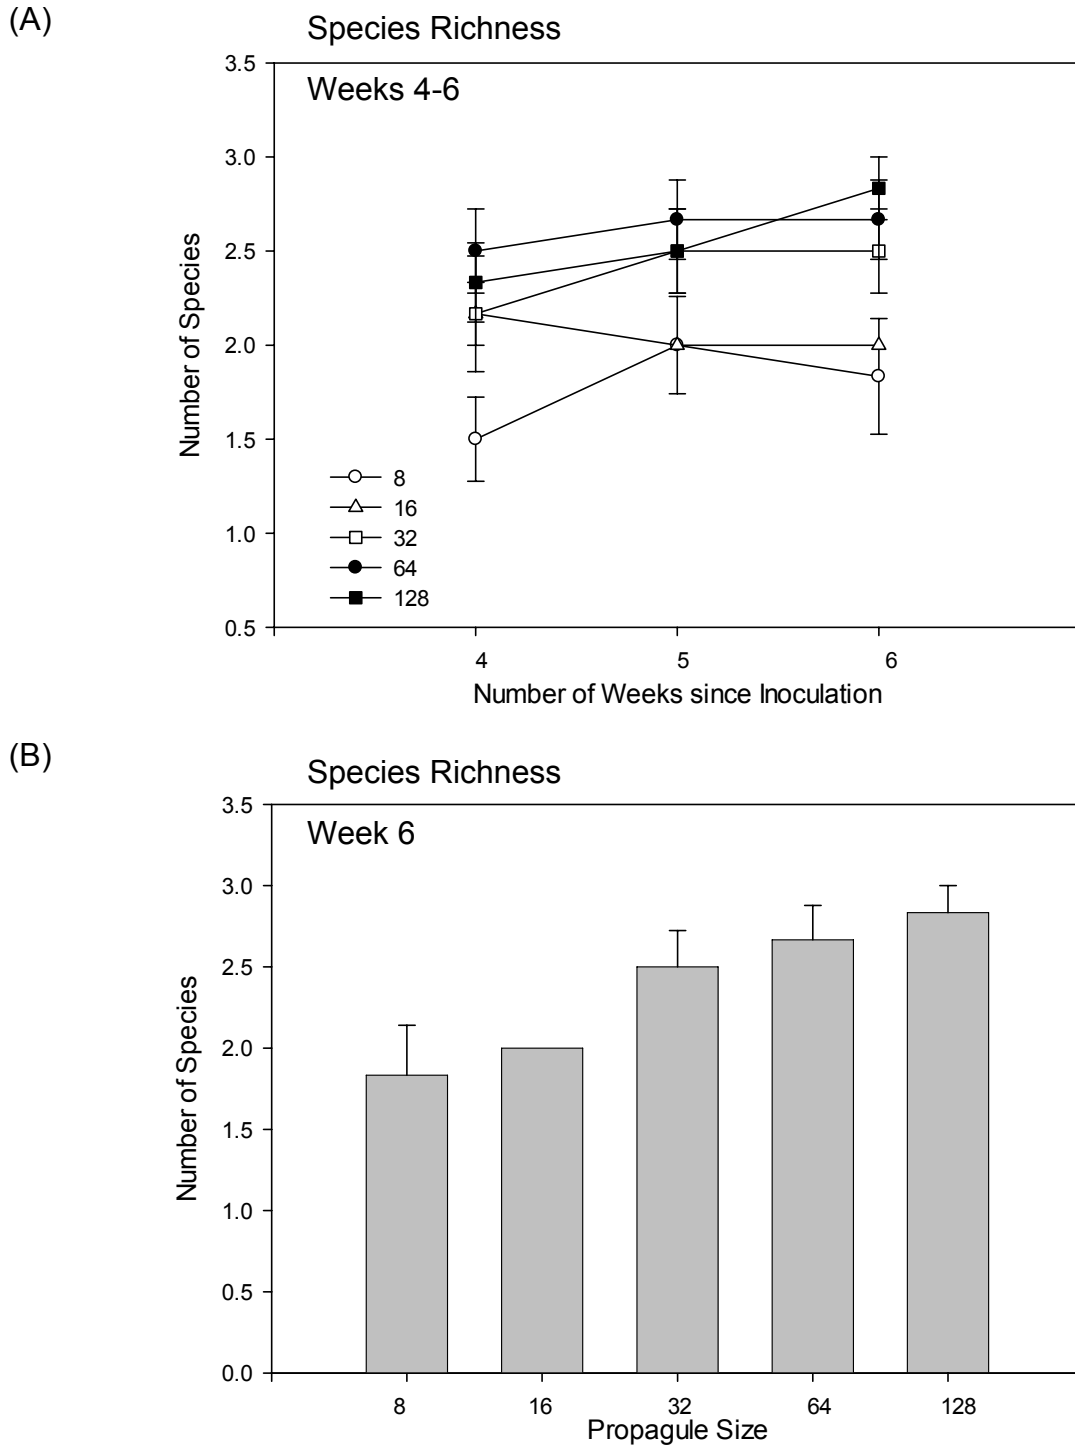 (A)
Species Richness
Weeks 4-6
3.5
3.0
2.5
2.0
1.5
1.0
0.5
Number of Species
8
16
32
64
128
4 5 6
Number of Weeks since Inoculation
(B)
Species Richness
Week 6
3.5
3.0
2.5
2.0
1.5
1.0
0.5
0.0
Number of Species
8 16 32 64 128
Propagule Size